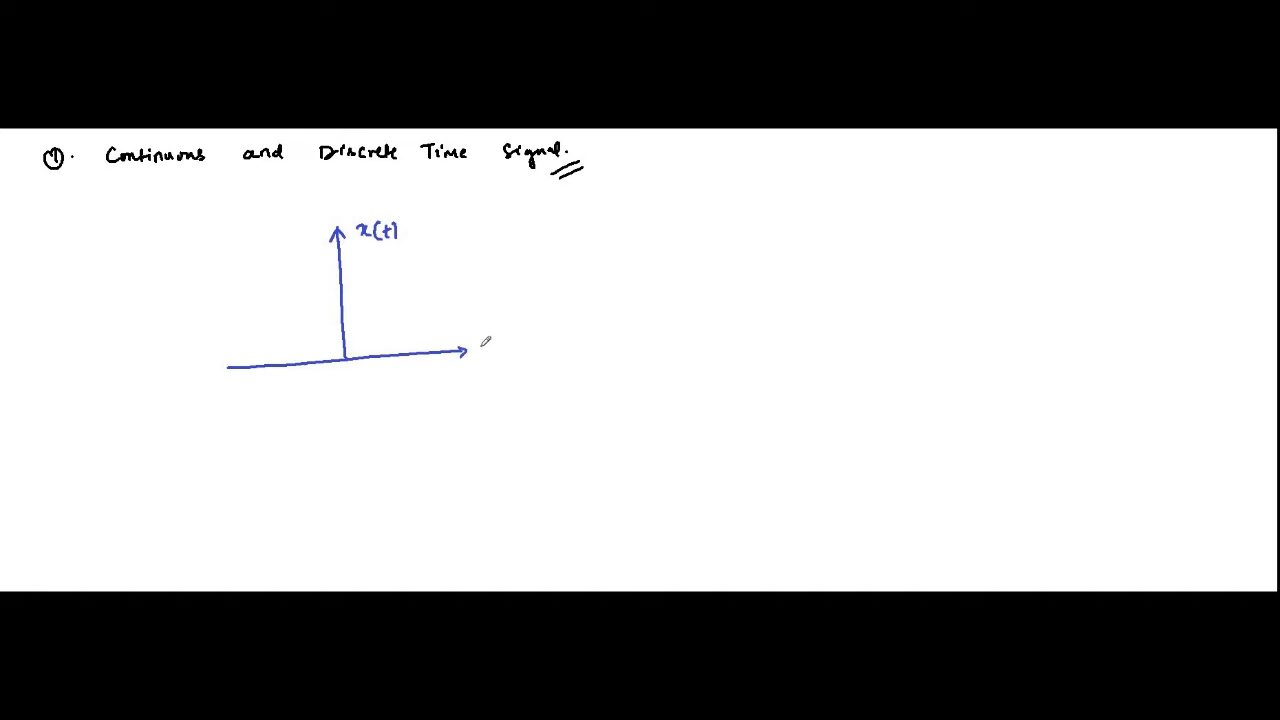 ①. Continuous and Discrete Time Signal.
x(t)